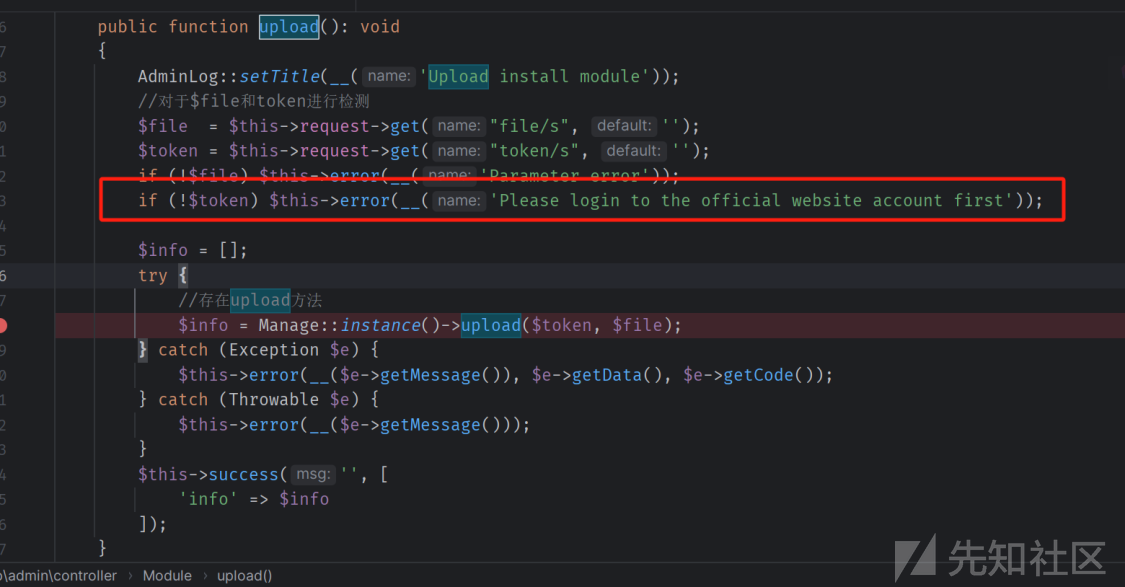 6 public function upload(): void
7 {
8 AdminLog::setTitle(__( name: 'Upload install module'));
9 //对于$file和token进行检测
0 $file  = $this->request->get( name: "file/s",  default: '');
1 $token = $this->request->get( name: "token/s",  default: '');
2 if (!$file) $this->error(__( name: 'Parameter error'));
3 if (!$token) $this->error(__( name: 'Please login to the official website account first'));
4
5 $info = [];
6 try {
7 //存在upload方法
$info = Manage::instance()->upload($token, $file);
9 } catch (Exception $e) {
0 $this->error(__($e->getMessage()), $e->getData(), $e->getCode());
1 } catch (Throwable $e) {
2 $this->error(__($e->getMessage()));
3 }
4 $this->success( msg: '', [
5 'info' => $info
6 ]);
7 }
\admin\controller › Module › upload()
先知社区